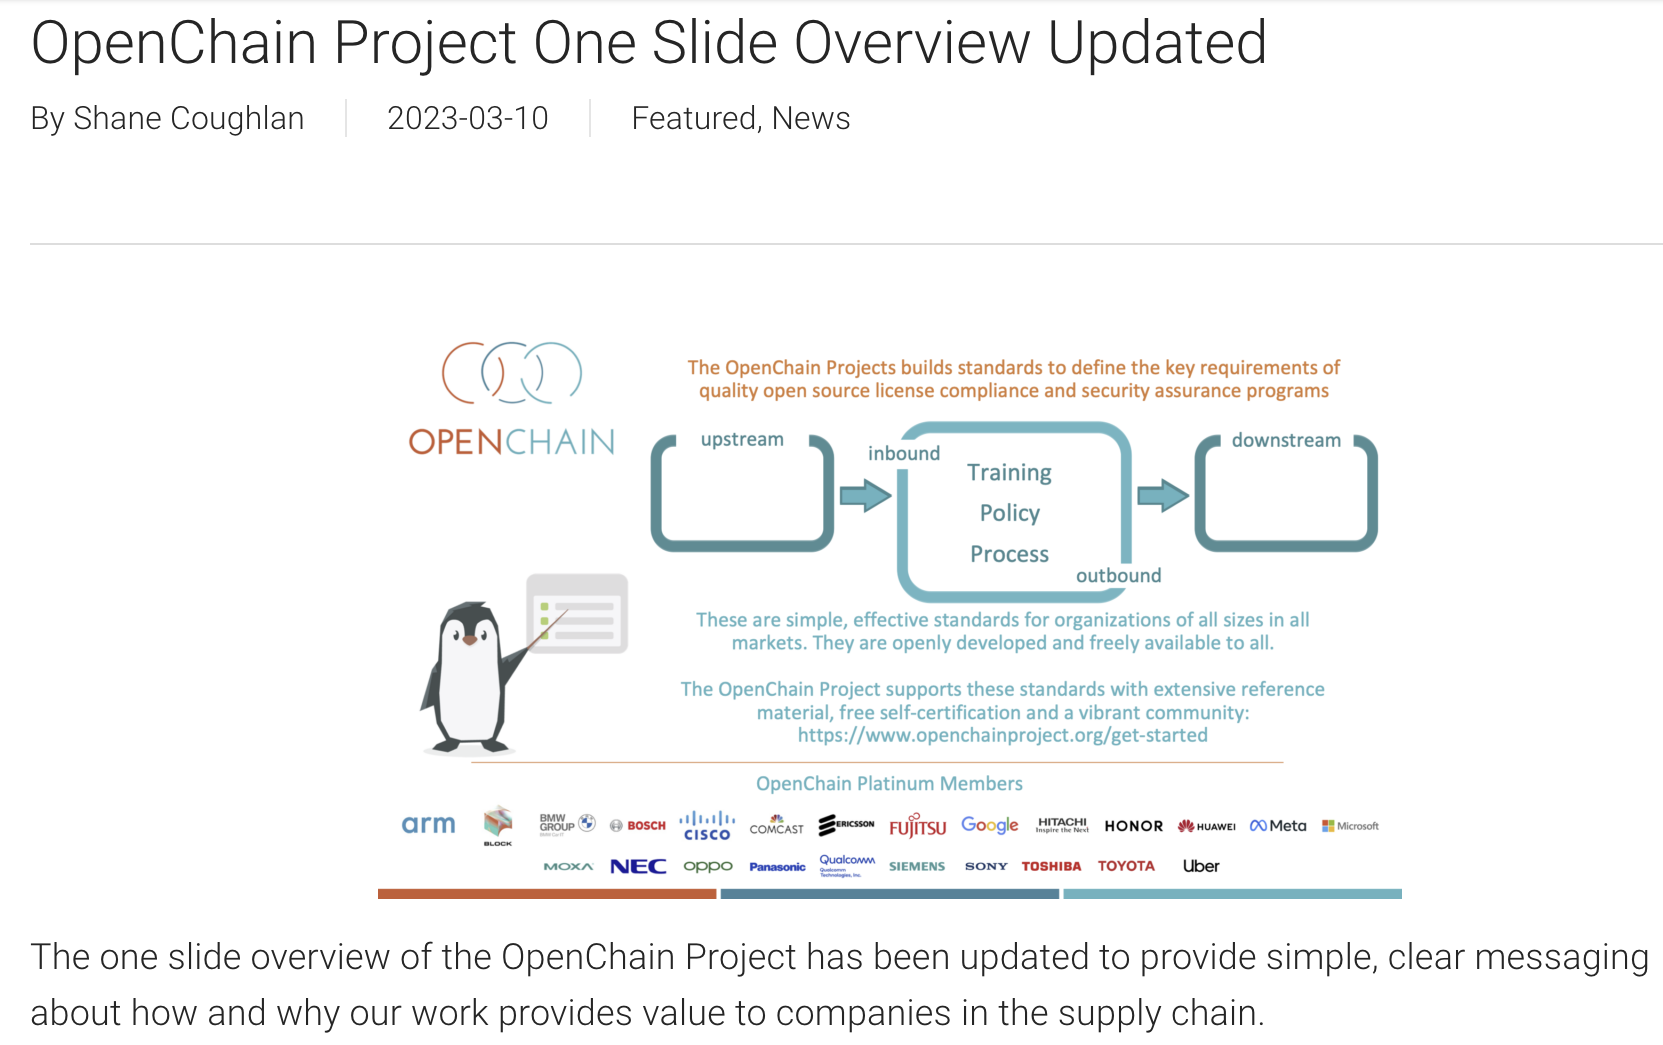 OpenChain Project One Slide Overview Updated
By Shane Coughlan
2023-03-10
Featured, News
OPENCHAIN
The OpenChain Projects builds standards to define the key requirements of
quality open source license compliance and security assurance programs
upstream
inbound
Training
Policy
Process
outbound
downstream
These are simple, effective standards for organizations of all sizes in all
markets. They are openly developed and freely available to all.
The OpenChain Project supports these standards with extensive reference
material, free self-certification and a vibrant community:
https://www.openchainproject.org/get-started
OpenChain Platinum Members
arm
BLOCK
BMW
GROUP
BOSCH
CISCO
COMCAST
ERICSSON
FUJITSU
Google
HITACHI
Inspire the Next
HONOR
HUAWEI
Meta
Microsoft
MOXA
NEC
oppo
Panasonic
Qualcomm
Qualcomm
Technologies, Inc.
SIEMENS
SONY
TOSHIBA
TOYOTA
Uber
The one slide overview of the OpenChain Project has been updated to provide simple, clear messaging
about how and why our work provides value to companies in the supply chain.